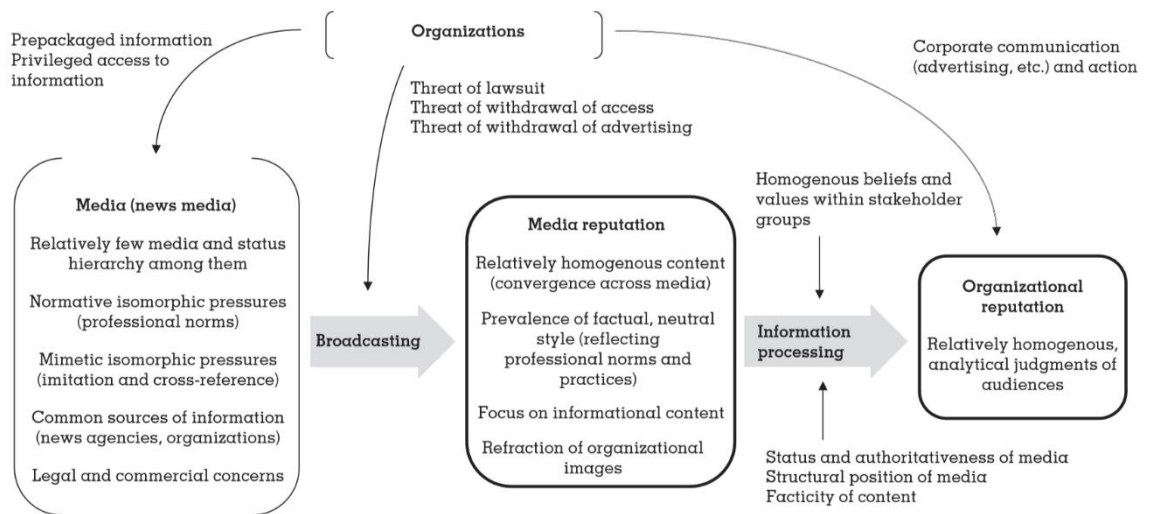 Organizations
Prepackaged information
Privileged access to
information
Threat of lawsuit
Threat of withdrawal of access
Threat of withdrawal of advertising
Corporate communication
(advertising, etc.) and action
Media (news media)
Relatively few media and status
hierarchy among them
Normative isomorphic pressures
(professional norms)
Mimetic isomorphic pressures
(imitation and cross-reference)
Common sources of information
(news agencies, organizations)
Legal and commercial concerns
Broadcasting
Media reputation
Relatively homogenous content
(convergence across media)
Prevalence of factual, neutral
style (reflecting
professional norms and
practices)
Focus on informational content
Refraction of organizational
images
Homogenous beliefs and
values within stakeholder
groups
Information
processing
Status and authoritativeness of media
Structural position of media
Facticity of content
Organizational
reputation
Relatively homogenous,
analytical judgments of
audiences